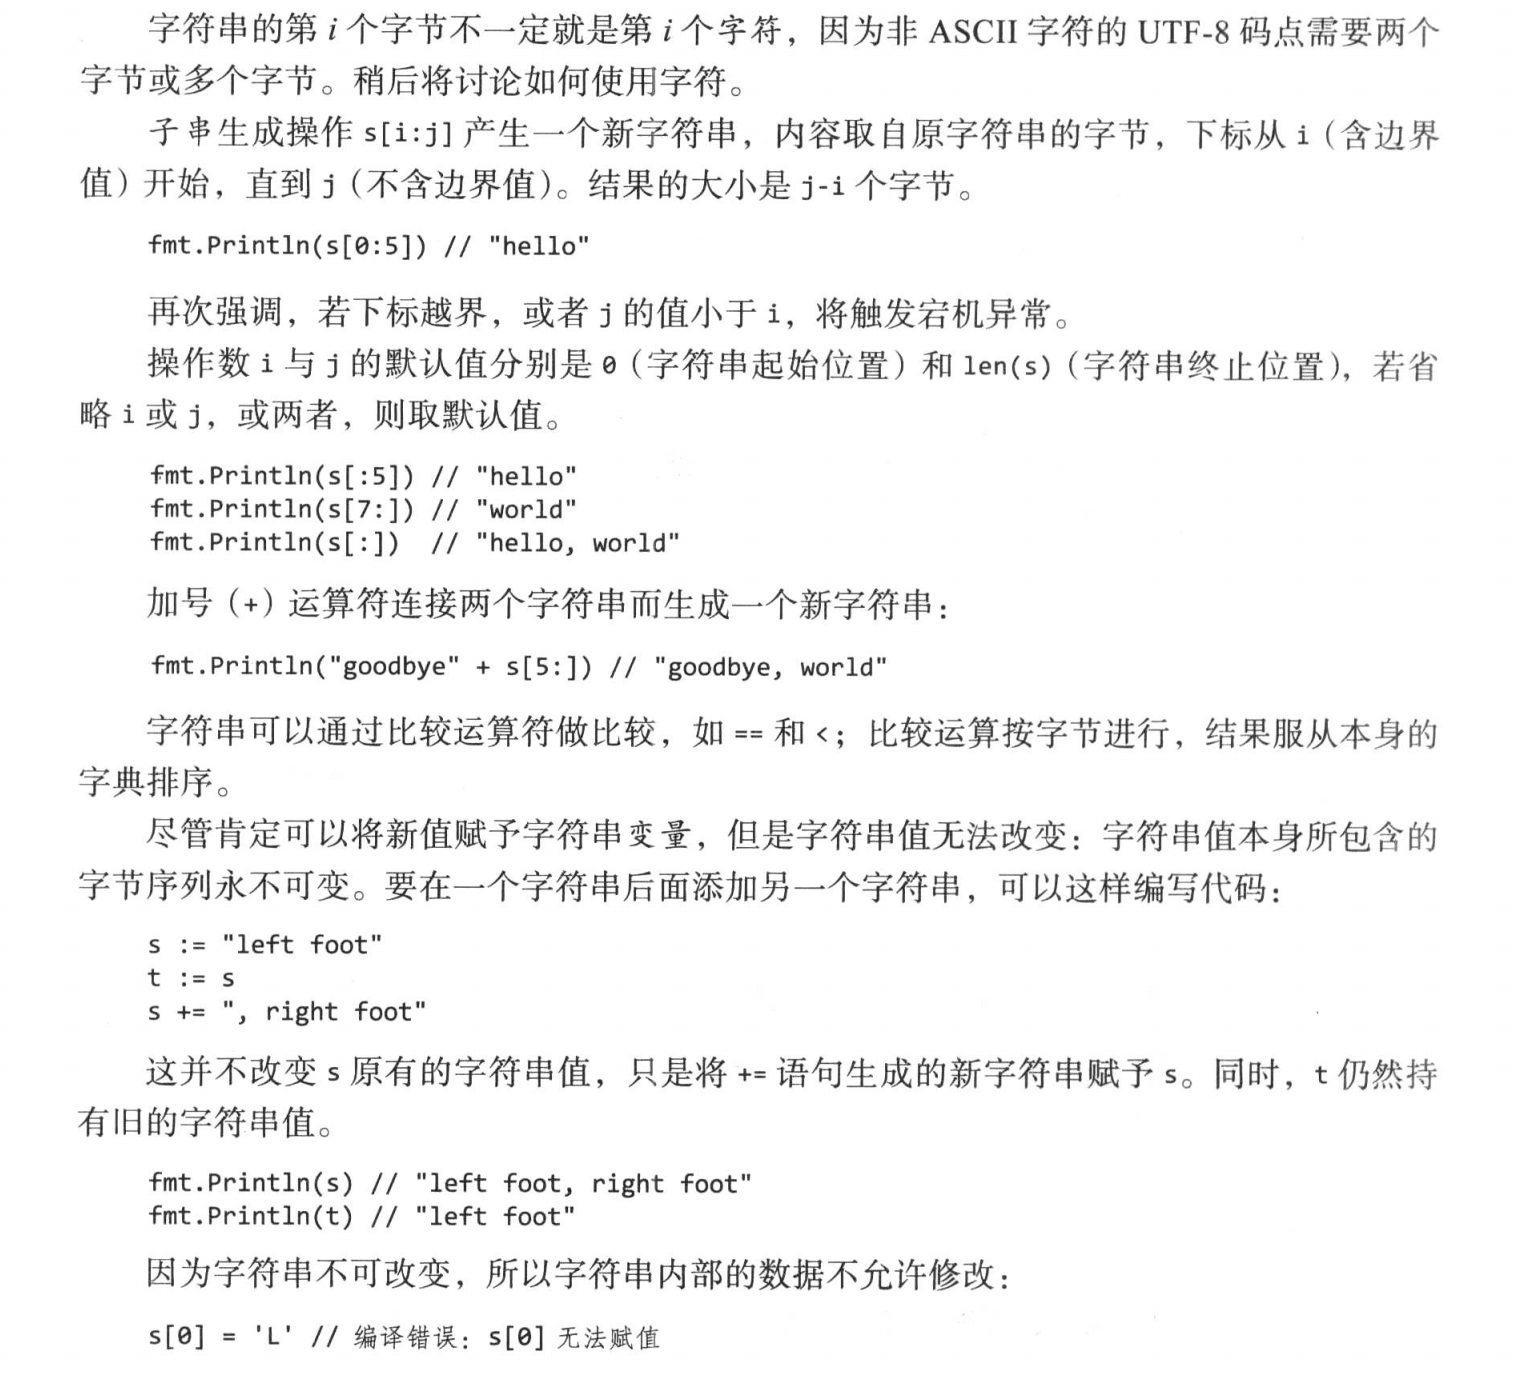 字符串的第 i 个字节不一定就是第 i 个字符，因为非 ASCII 字符的 UTF-8 码点需要两个
字节或多个字节。稍后将讨论如何使用字符。
子串生成操作 s[i:j] 产生一个新字符串，内容取自原字符串的字节，下标从 i（含边界
值）开始，直到 j（不含边界值）。结果的大小是 j-i 个字节。
fmt.Println(s[0:5]) // "hello"
再次强调，若下标越界，或者 j 的值小于 i，将触发宕机异常。
操作数 i 与 j 的默认值分别是 0（字符串起始位置）和 len(s)（字符串终止位置），若省
略 i 或 j，或两者，则取默认值。
fmt.Println(s[:5]) // "hello"
fmt.Println(s[7:]) // "world"
fmt.Println(s[:])  // "hello, world"
加号（+）运算符连接两个字符串而生成一个新字符串：
fmt.Println("goodbye" + s[5:]) // "goodbye, world"
字符串可以通过比较运算符做比较，如 == 和 <；比较运算按字节进行，结果服从本身的
字典排序。
尽管肯定可以将新值赋予字符串变量，但是字符串值无法改变：字符串值本身所包含的
字节序列永不可变。要在一个字符串后面添加另一个字符串，可以这样编写代码：
s := "left foot"
t := s
s += ", right foot"
这并不改变 s 原有的字符串值，只是将 += 语句生成的新字符串赋予 s。同时，t 仍然持
有旧的字符串值。
fmt.Println(s) // "left foot, right foot"
fmt.Println(t) // "left foot"
因为字符串不可改变，所以字符串内部的数据不允许修改：
s[0] = 'L' // 编译错误：s[0] 无法赋值